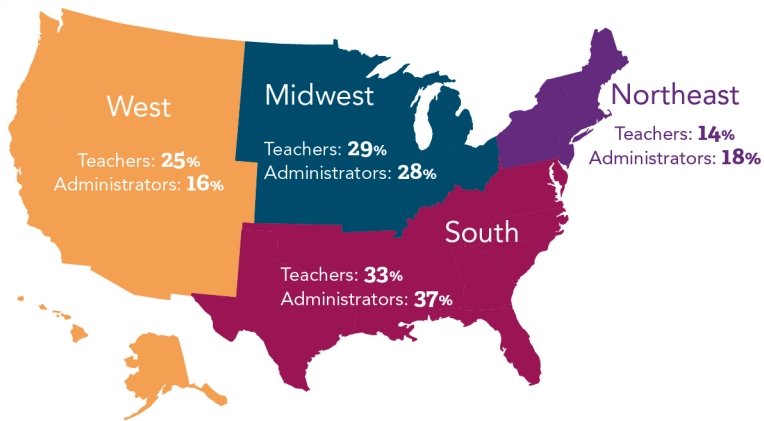 West
Teachers: 25%
Administrators: 16%
Midwest
Teachers: 29%
Administrators: 28%
Northeast
Teachers: 14%
Administrators: 18%
South
Teachers: 33%
Administrators: 37%